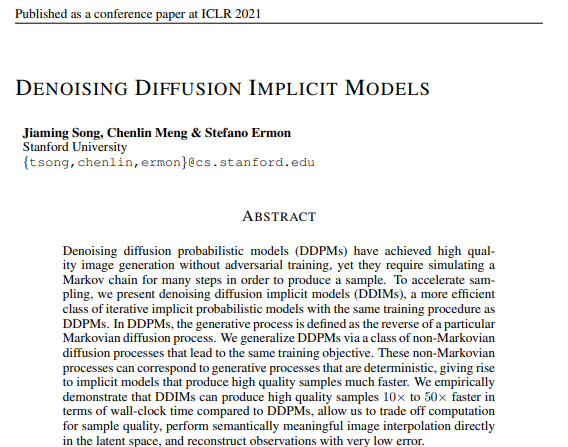 Published as a conference paper at ICLR 2021
DENOISING DIFFUSION IMPLICIT MODELS
Jiaming Song, Chenlin Meng & Stefano Ermon
Stanford University
{tsong,chenlin,ermon}@cs.stanford.edu
ABSTRACT
Denoising diffusion probabilistic models (DDPMs) have achieved high qual-
ity image generation without adversarial training, yet they require simulating a
Markov chain for many steps in order to produce a sample. To accelerate sam-
pling, we present denoising diffusion implicit models (DDIMs), a more efficient
class of iterative implicit probabilistic models with the same training procedure as
DDPMs. In DDPMs, the generative process is defined as the reverse of a particular
Markovian diffusion process. We generalize DDPMs via a class of non-Markovian
diffusion processes that lead to the same training objective. These non-Markovian
processes can correspond to generative processes that are deterministic, giving rise
to implicit models that produce high quality samples much faster. We empirically
demonstrate that DDIMs can produce high quality samples 10× to 50× faster in
terms of wall-clock time compared to DDPMs, allow us to trade off computation
for sample quality, perform semantically meaningful image interpolation directly
in the latent space, and reconstruct observations with very low error.